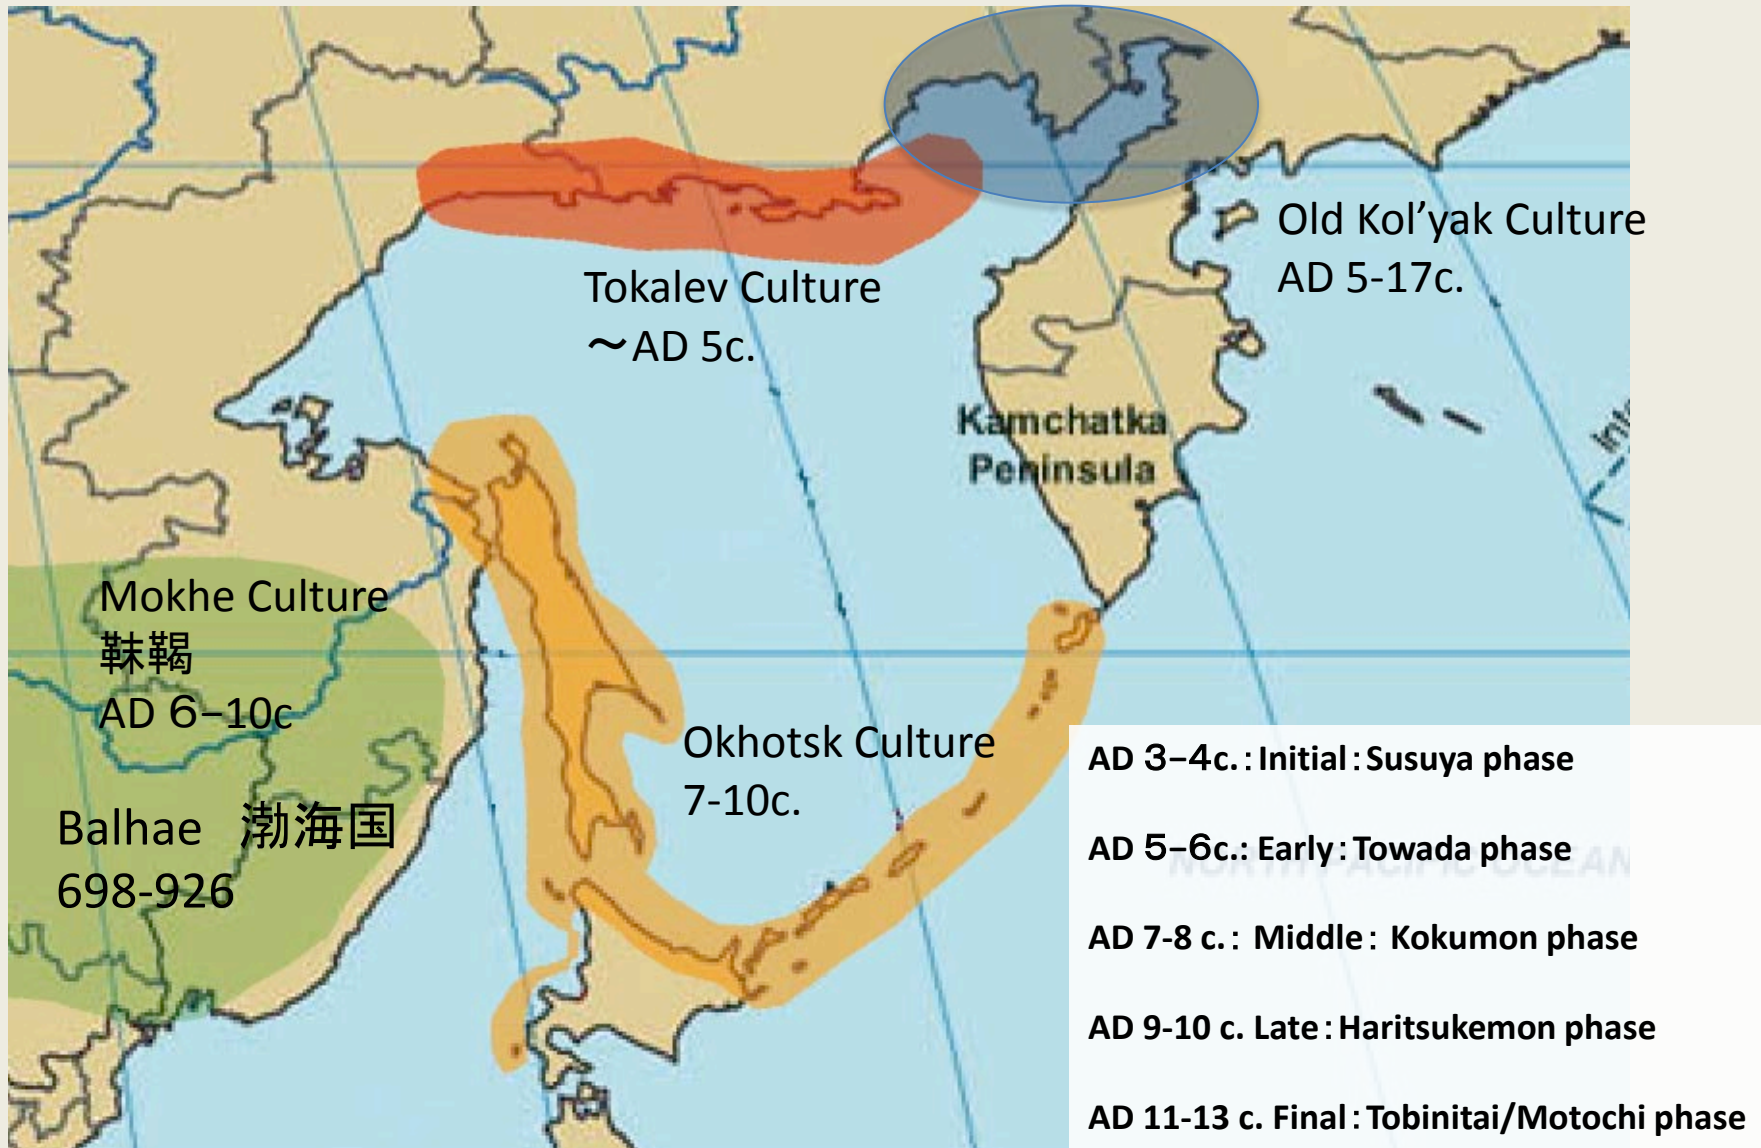 Old Kol’yak Culture
AD 5-17c.
Tokalev Culture
～AD 5c.
Kamchatka
Peninsula
Mokhe Culture
靺鞨
AD ６−10c
Okhotsk Culture
7-10c.
Balhae 渤海国
698-926
AD ３−４c.：Initial：Susuya phase
AD ５−６c.：Early：Towada phase
NORTH PACIFIC OCEAN
AD 7-8 c.： Middle： Kokumon phase
AD 9-10 c. Late：Haritsukemon phase
AD 11-13 c. Final：Tobinitai/Motochi phase